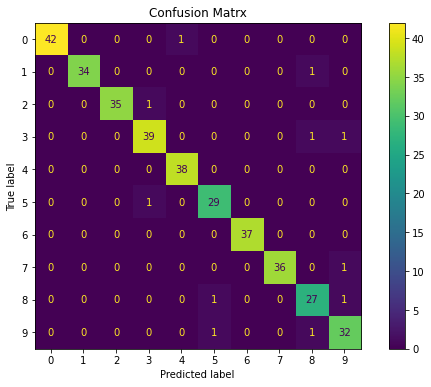 Confusion Matrx
0 42 0 0 0 1 0 0 0 0 0
1 0 34 0 0 0 0 0 0 1 0
2 0 0 35 1 0 0 0 0 0 0
3 0 0 0 39 0 0 0 0 1 1
4 0 0 0 0 38 0 0 0 0 0
5 0 0 0 1 0 29 0 0 0 0
6 0 0 0 0 0 0 37 0 0 0
7 0 0 0 0 0 0 0 36 0 1
8 0 0 0 0 0 1 0 0 27 1
9 0 0 0 0 0 1 0 0 1 32
0 1 2 3 4 5 6 7 8 9
True label
Predicted label
40
35
30
25
20
15
10
5
0